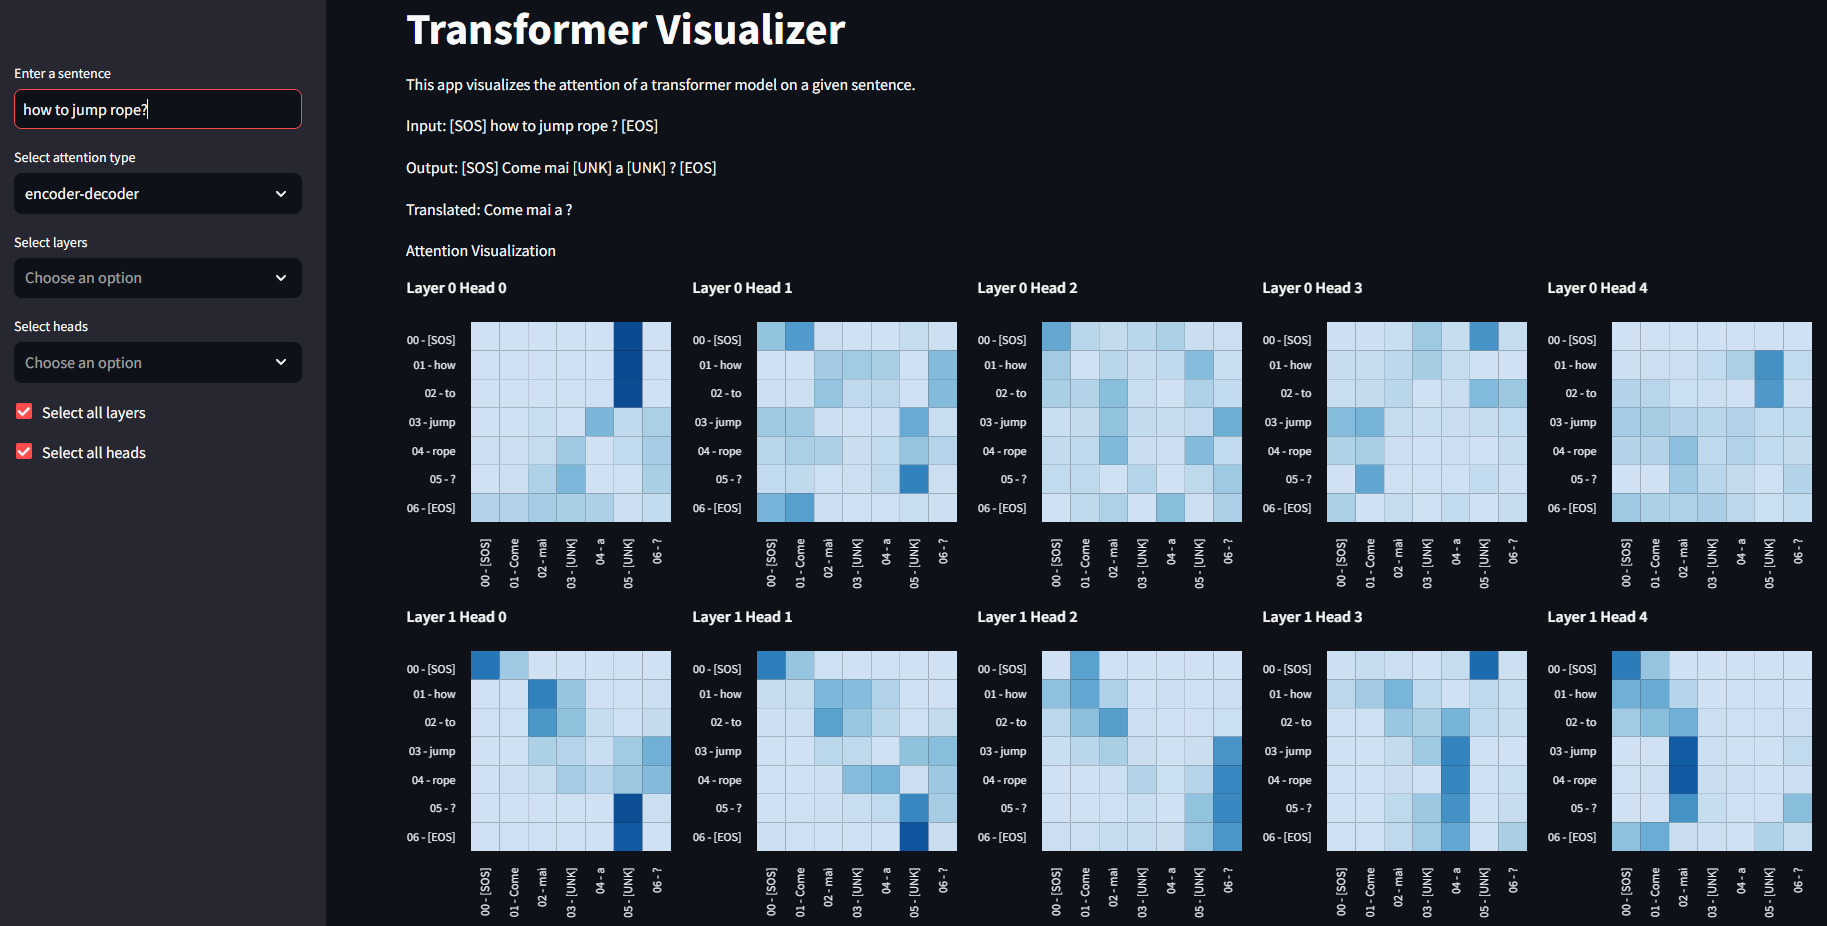 Transformer Visualizer
Enter a sentence
how to jump rope?
Select attention type
encoder-decoder
Select layers
Choose an option
Select heads
Choose an option
Select all layers
Select all heads
This app visualizes the attention of a transformer model on a given sentence.
Input: [SOS] how to jump rope ? [EOS]
Output: [SOS] Come mai [UNK] a [UNK] ? [EOS]
Translated: Come mai a ?
Attention Visualization
Layer 0 Head 0
00 - [SOS]
01 - how
02 - to
03 - jump
04 - rope
05 - ?
06 - [EOS]
00 - [SOS]
01 - Come
02 - mai
03 - [UNK]
04 - a
05 - [UNK]
06 - ?
Layer 0 Head 1
00 - [SOS]
01 - how
02 - to
03 - jump
04 - rope
05 - ?
06 - [EOS]
00 - [SOS]
01 - Come
02 - mai
03 - [UNK]
04 - a
05 - [UNK]
06 - ?
Layer 0 Head 2
00 - [SOS]
01 - how
02 - to
03 - jump
04 - rope
05 - ?
06 - [EOS]
00 - [SOS]
01 - Come
02 - mai
03 - [UNK]
04 - a
05 - [UNK]
06 - ?
Layer 0 Head 3
00 - [SOS]
01 - how
02 - to
03 - jump
04 - rope
05 - ?
06 - [EOS]
00 - [SOS]
01 - Come
02 - mai
03 - [UNK]
04 - a
05 - [UNK]
06 - ?
Layer 0 Head 4
00 - [SOS]
01 - how
02 - to
03 - jump
04 - rope
05 - ?
06 - [EOS]
00 - [SOS]
01 - Come
02 - mai
03 - [UNK]
04 - a
05 - [UNK]
06 - ?
Layer 1 Head 0
00 - [SOS]
01 - how
02 - to
03 - jump
04 - rope
05 - ?
06 - [EOS]
00 - [SOS]
01 - Come
02 - mai
03 - [UNK]
04 - a
05 - [UNK]
06 - ?
Layer 1 Head 1
00 - [SOS]
01 - how
02 - to
03 - jump
04 - rope
05 - ?
06 - [EOS]
00 - [SOS]
01 - Come
02 - mai
03 - [UNK]
04 - a
05 - [UNK]
06 - ?
Layer 1 Head 2
00 - [SOS]
01 - how
02 - to
03 - jump
04 - rope
05 - ?
06 - [EOS]
00 - [SOS]
01 - Come
02 - mai
03 - [UNK]
04 - a
05 - [UNK]
06 - ?
Layer 1 Head 3
00 - [SOS]
01 - how
02 - to
03 - jump
04 - rope
05 - ?
06 - [EOS]
00 - [SOS]
01 - Come
02 - mai
03 - [UNK]
04 - a
05 - [UNK]
06 - ?
Layer 1 Head 4
00 - [SOS]
01 - how
02 - to
03 - jump
04 - rope
05 - ?
06 - [EOS]
00 - [SOS]
01 - Come
02 - mai
03 - [UNK]
04 - a
05 - [UNK]
06 - ?